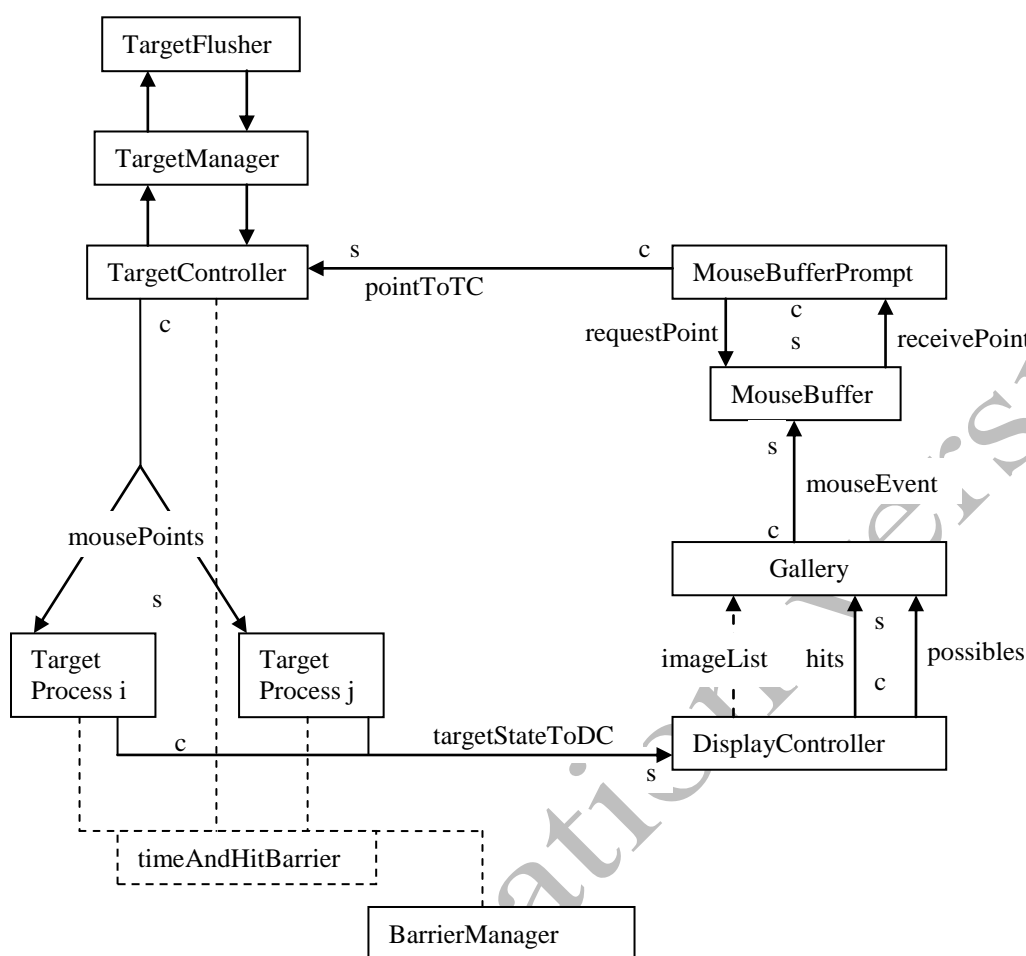 TargetFlusher
TargetManager
TargetController
s
c
pointToTC
MouseBufferPrompt
c
c
requestPoint
s
receivePoint
MouseBuffer
s
mouseEvent
c
Gallery
mousePoints
s
Target
Process i
Target
Process j
imageList
hits
s
possibles
c
c
targetStateToDC
s
DisplayController
timeAndHitBarrier
BarrierManager